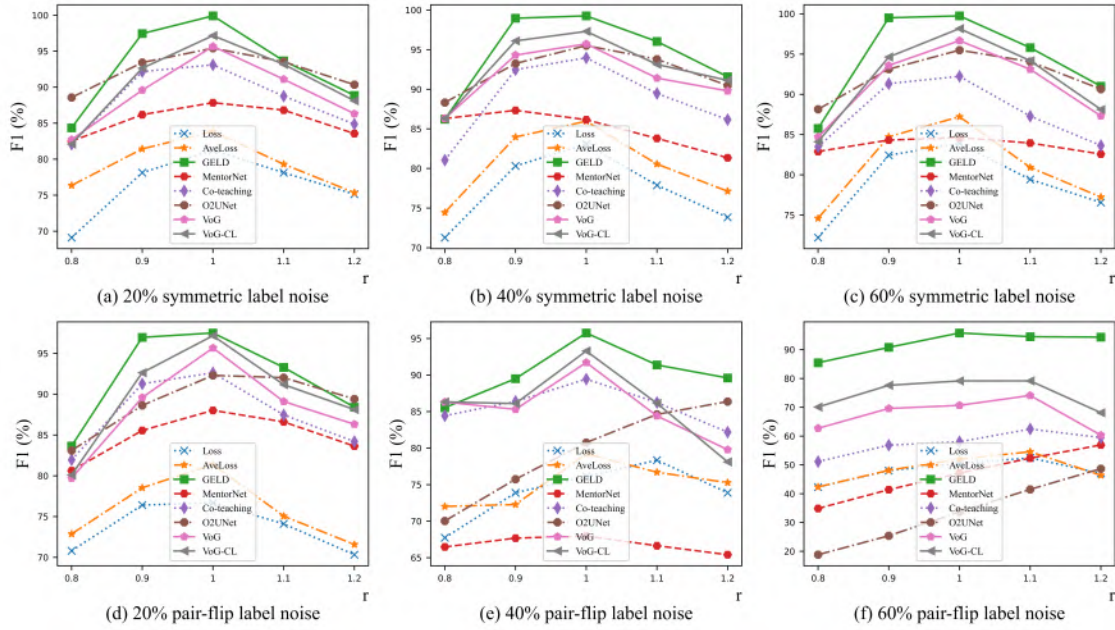 F1 (%)
100
95
90
85
80
75
70
Loss
AveLoss
GELD
MentorNet
Co-teaching
O2UNet
VoG
VoG-CL
0.8 0.9 1 1.1 1.2
r
(a) 20% symmetric label noise
F1 (%)
100
95
90
85
80
75
70
Loss
AveLoss
GELD
MentorNet
Co-teaching
O2UNet
VoG
VoG-CL
0.8 0.9 1 1.1 1.2
r
(b) 40% symmetric label noise
F1 (%)
100
95
90
85
80
75
Loss
AveLoss
GELD
MentorNet
Co-teaching
O2UNet
VoG
VoG-CL
0.8 0.9 1 1.1 1.2
r
(c) 60% symmetric label noise
F1 (%)
95
90
85
80
75
70
Loss
AveLoss
GELD
MentorNet
Co-teaching
O2UNet
VoG
VoG-CL
0.8 0.9 1 1.1 1.2
r
(d) 20% pair-flip label noise
F1 (%)
95
90
85
80
75
70
65
Loss
AveLoss
GELD
MentorNet
Co-teaching
O2UNet
VoG
VoG-CL
0.8 0.9 1 1.1 1.2
r
(e) 40% pair-flip label noise
F1 (%)
90
80
70
60
50
40
30
20
Loss
AveLoss
GELD
MentorNet
Co-teaching
O2UNet
VoG
VoG-CL
0.8 0.9 1 1.1 1.2
r
(f) 60% pair-flip label noise